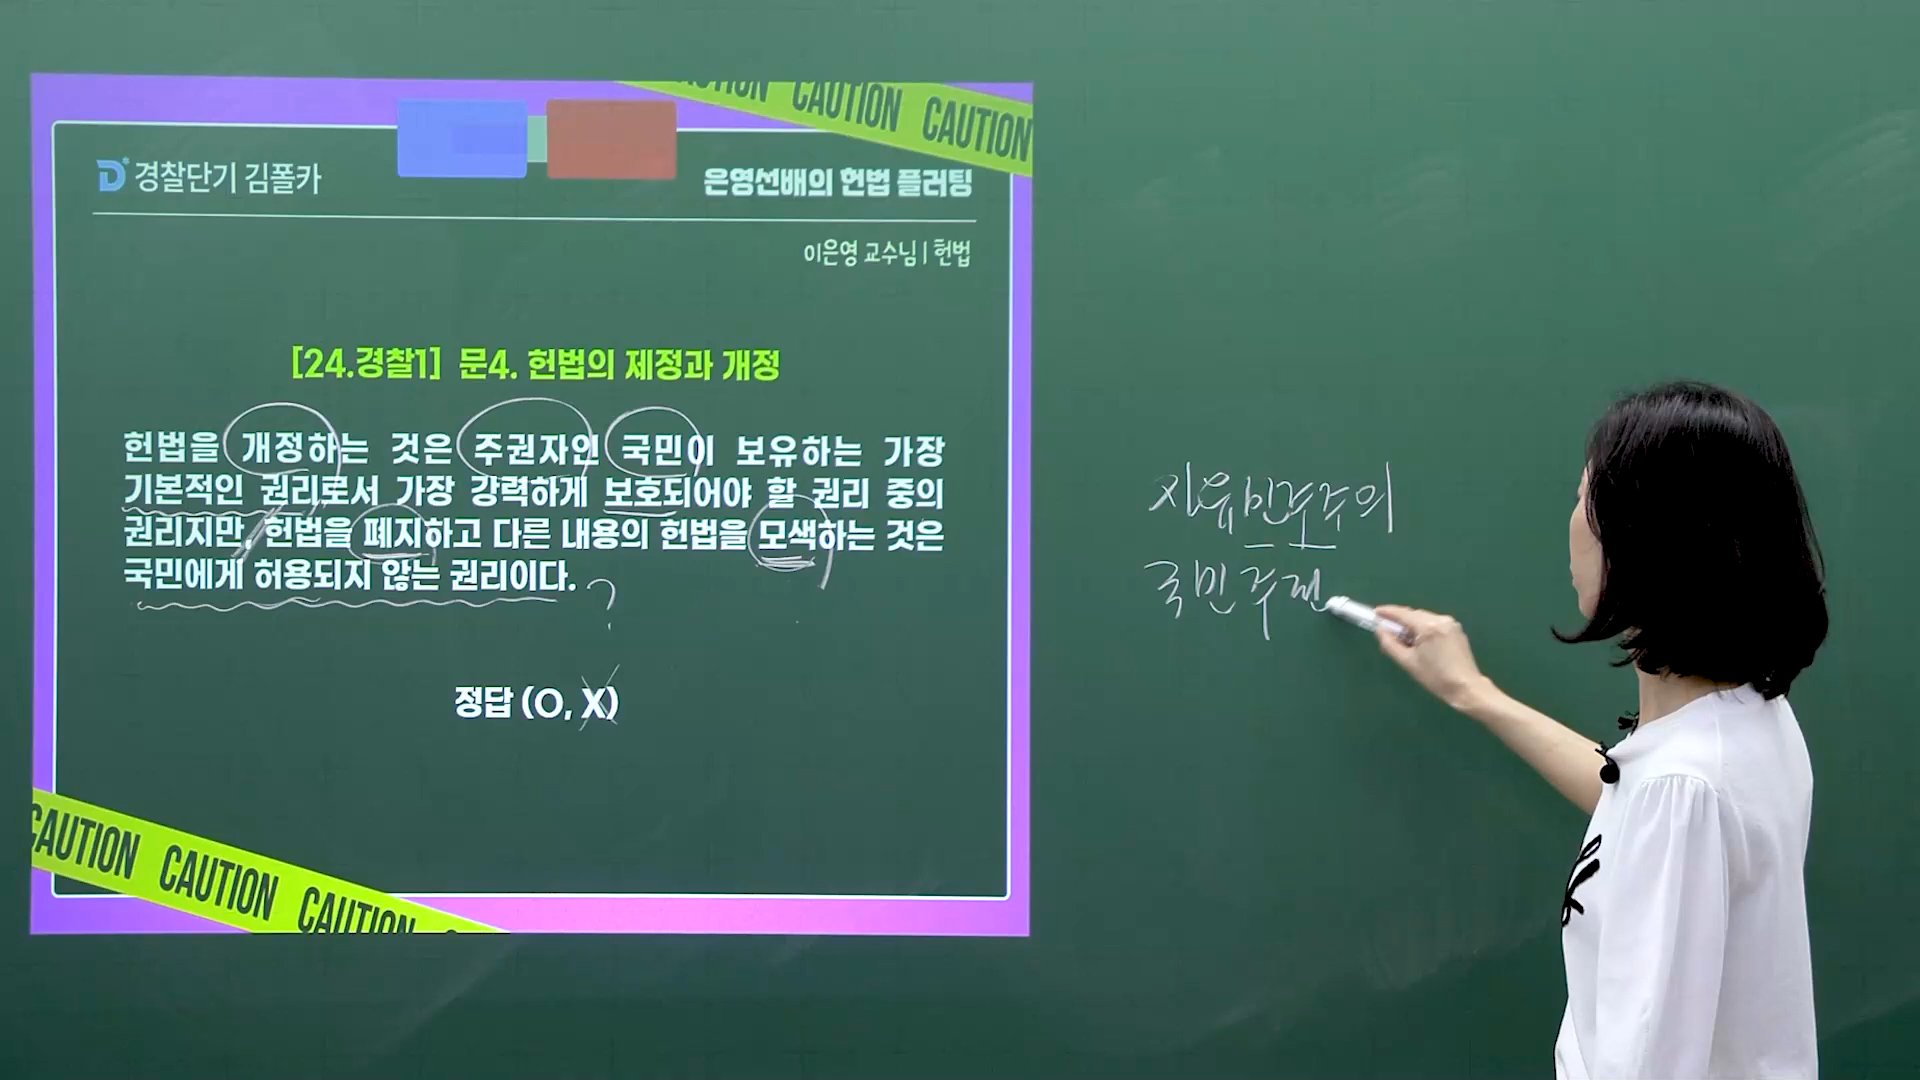 CAUTION CAUTION CAUTION
경찰단기 김폴카
은영선배의 헌법 플러팅
이은영 교수님 | 헌법
[24.경찰1] 문4. 헌법의 제정과 개정
헌법을 개정하는 것은 주권자인 국민이 보유하는 가장
기본적인 권리로서 가장 강력하게 보호되어야 할 권리 중의
권리지만, 헌법을 폐지하고 다른 내용의 헌법을 모색하는 것은
국민에게 허용되지 않는 권리이다.
?
정답 (O, X)
자유민주주의
국민주권
CAUTION CAUTION CAUTION